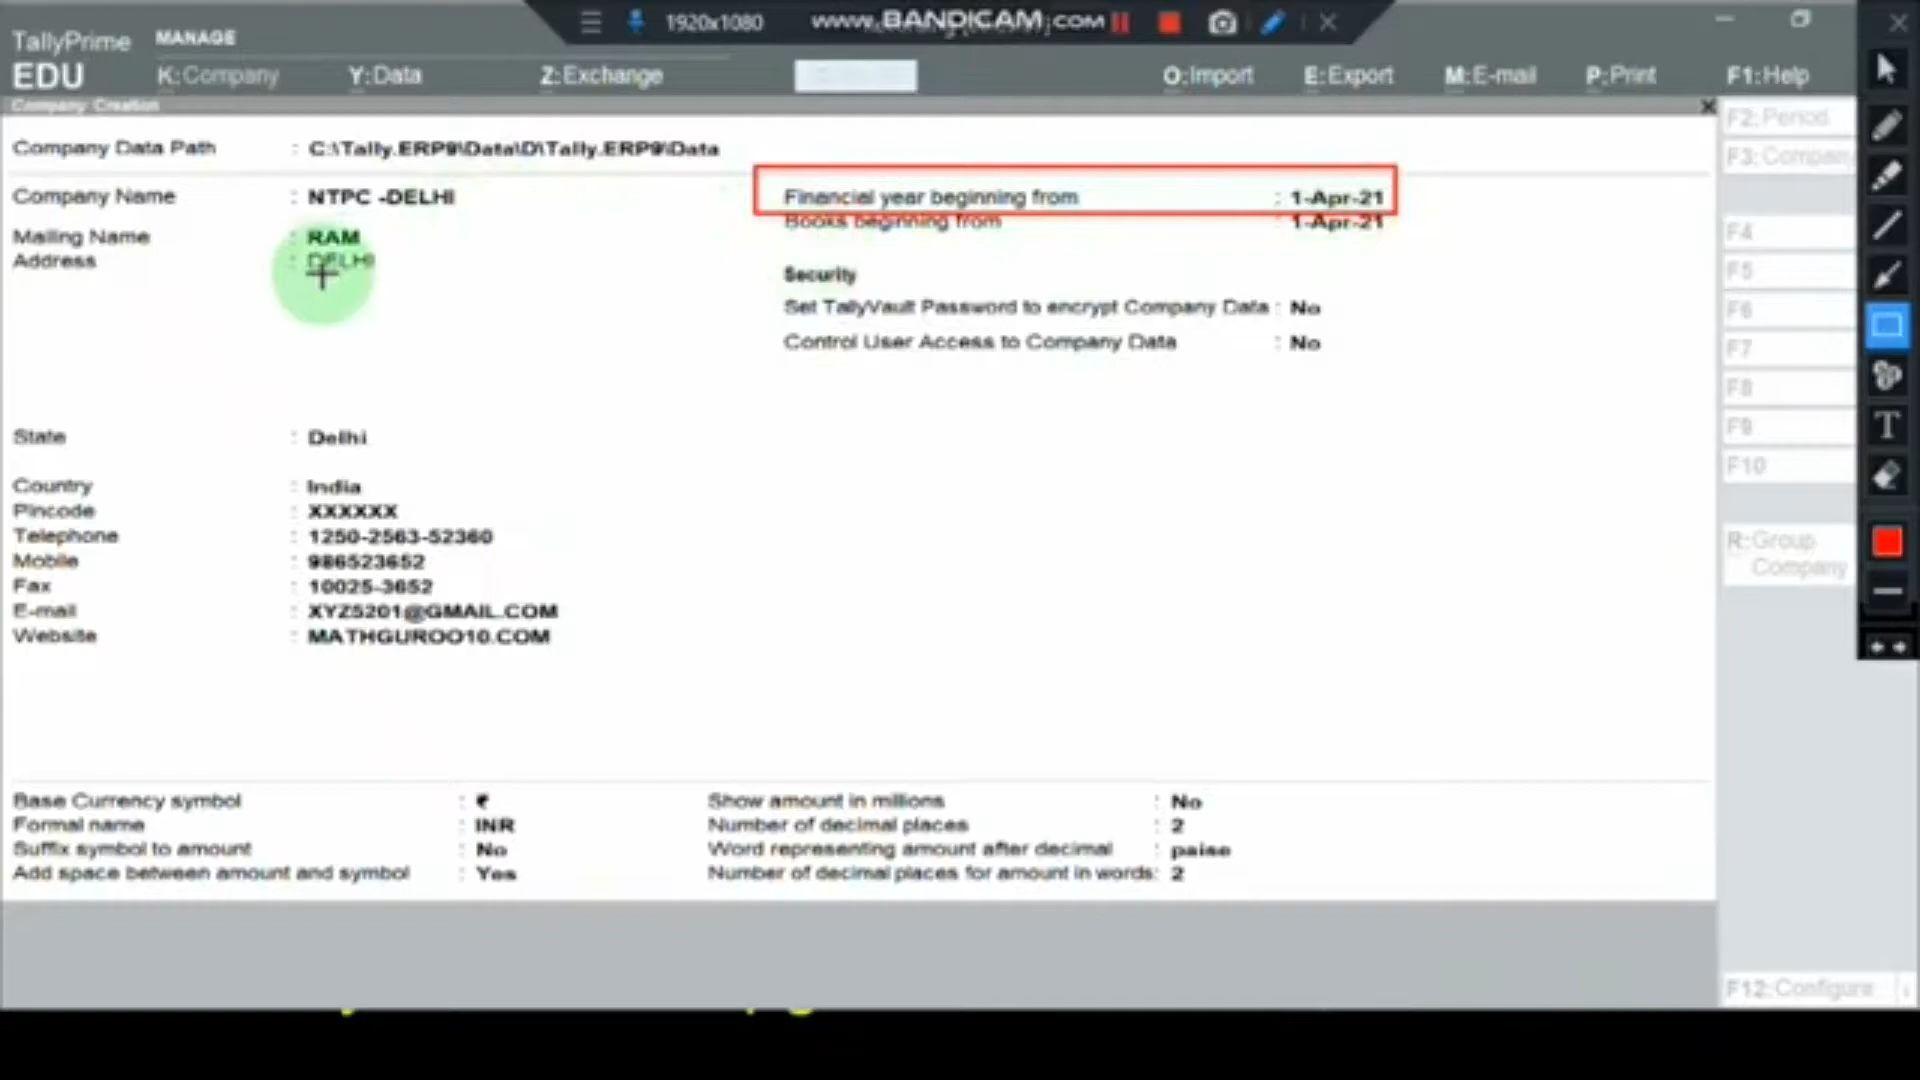 1920x1080
www.BANDICAM.COM
TallyPrime
MANAGE
EDU
K:Company
Y:Data
Z:Exchange
O:Import
E:Export
M:E-mail
P:Print
F1:Help
Company Creation
F2:Period
Company Data Path : C:\Tally.ERP9\Data\D\Tally.ERP9\Data
F3:Company
Company Name : NTPC -DELHI
Financial year beginning from : 1-Apr-21
Books beginning from : 1-Apr-21
Mailing Name : RAM
Address : DELHI
Security
Set TallyVault Password to encrypt Company Data : No
Control User Access to Company Data : No
F4
F5
F6
F7
F8
F9
F10
State : Delhi
Country : India
Pincode : XXXXXX
Telephone : 1250-2563-52360
Mobile : 986523652
Fax : 10025-3652
E-mail : XYZ5201@GMAIL.COM
Website : MATHGUROO10.COM
R:Group
Company
Base Currency symbol : ₹
Formal name : INR
Suffix symbol to amount : No
Add space between amount and symbol : Yes
Show amount in millions : No
Number of decimal places : 2
Word representing amount after decimal : paise
Number of decimal places for amount in words: 2
F12:Configure